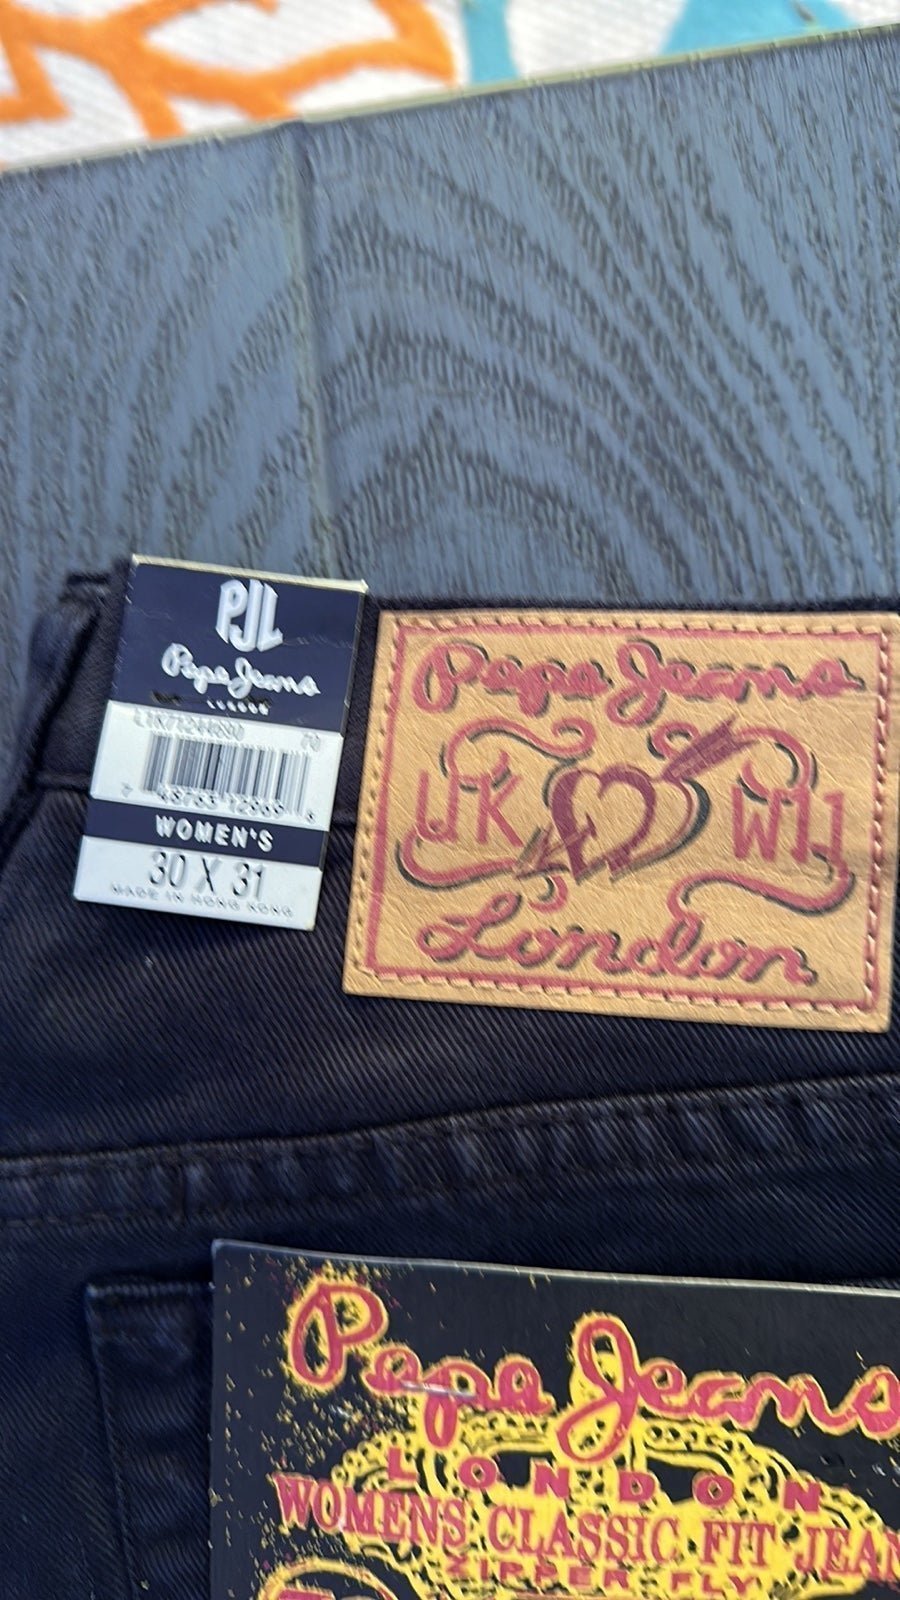 PJL
Pepe Jeans
LONDON
WOMEN'S
30 X 31
MADE IN HONG KONG
Pepe Jeans
UK W11
London
Pepe Jeans
LONDON
WOMENS CLASSIC FIT JEAN
ZIPPER FLY